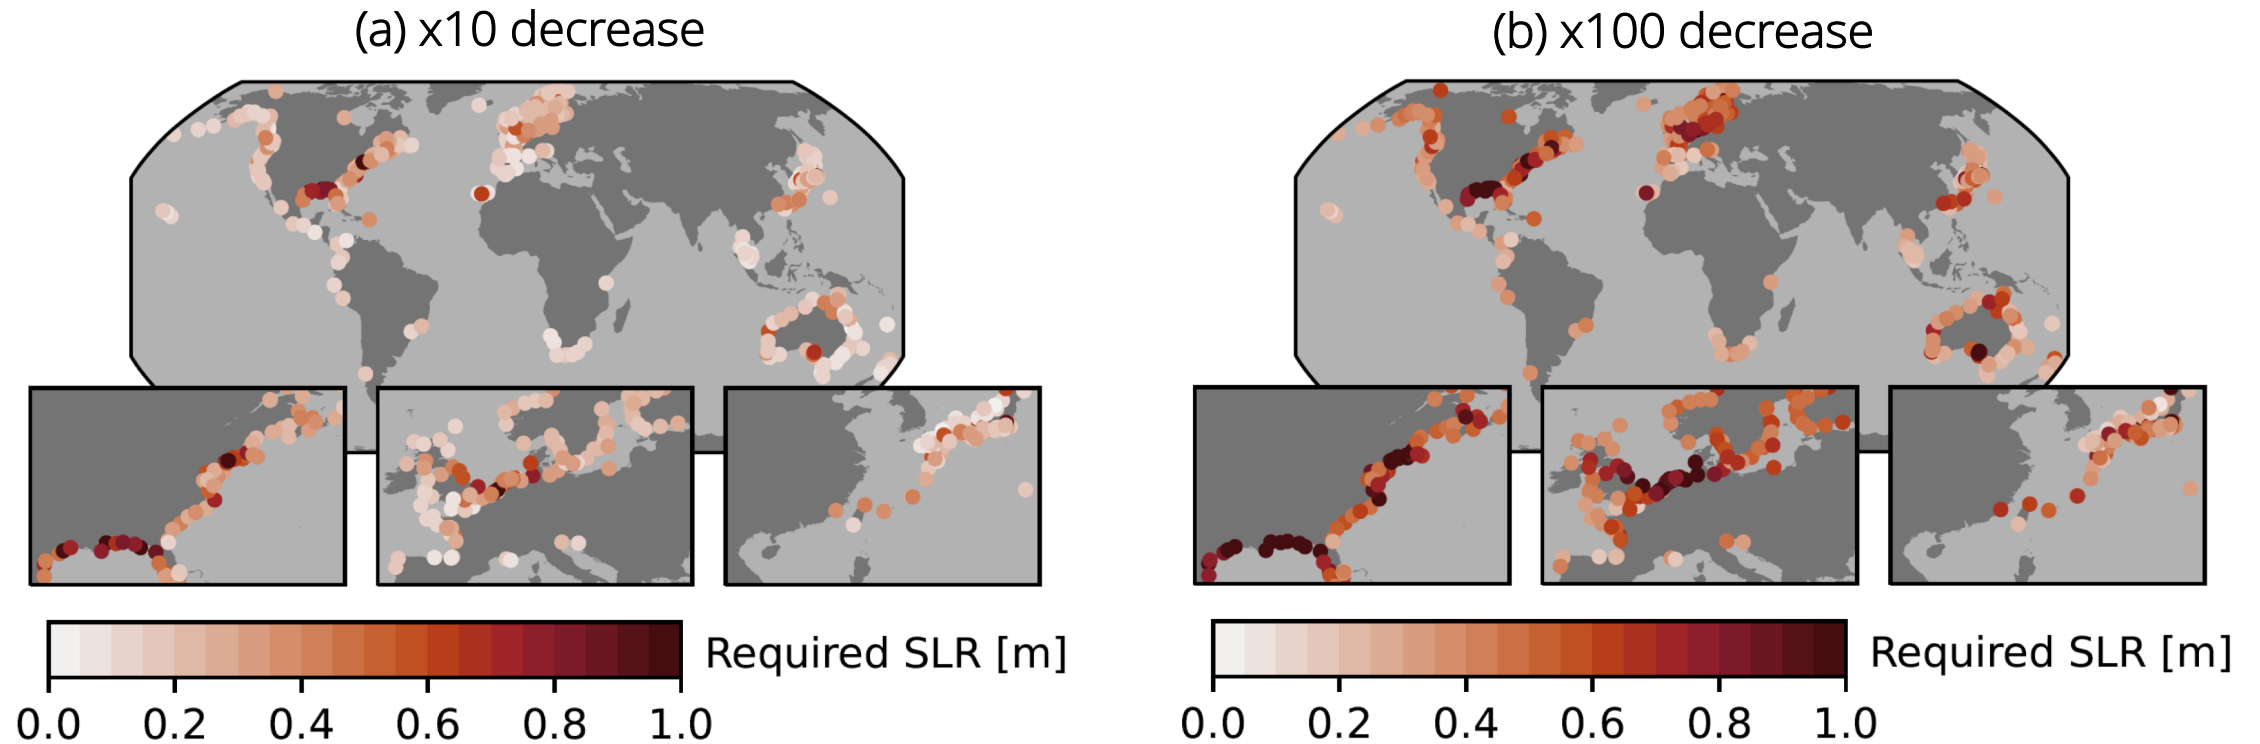 (a) x10 decrease
(b) x100 decrease
Required SLR [m]
0.0 0.2 0.4 0.6 0.8 1.0
Required SLR [m]
0.0 0.2 0.4 0.6 0.8 1.0